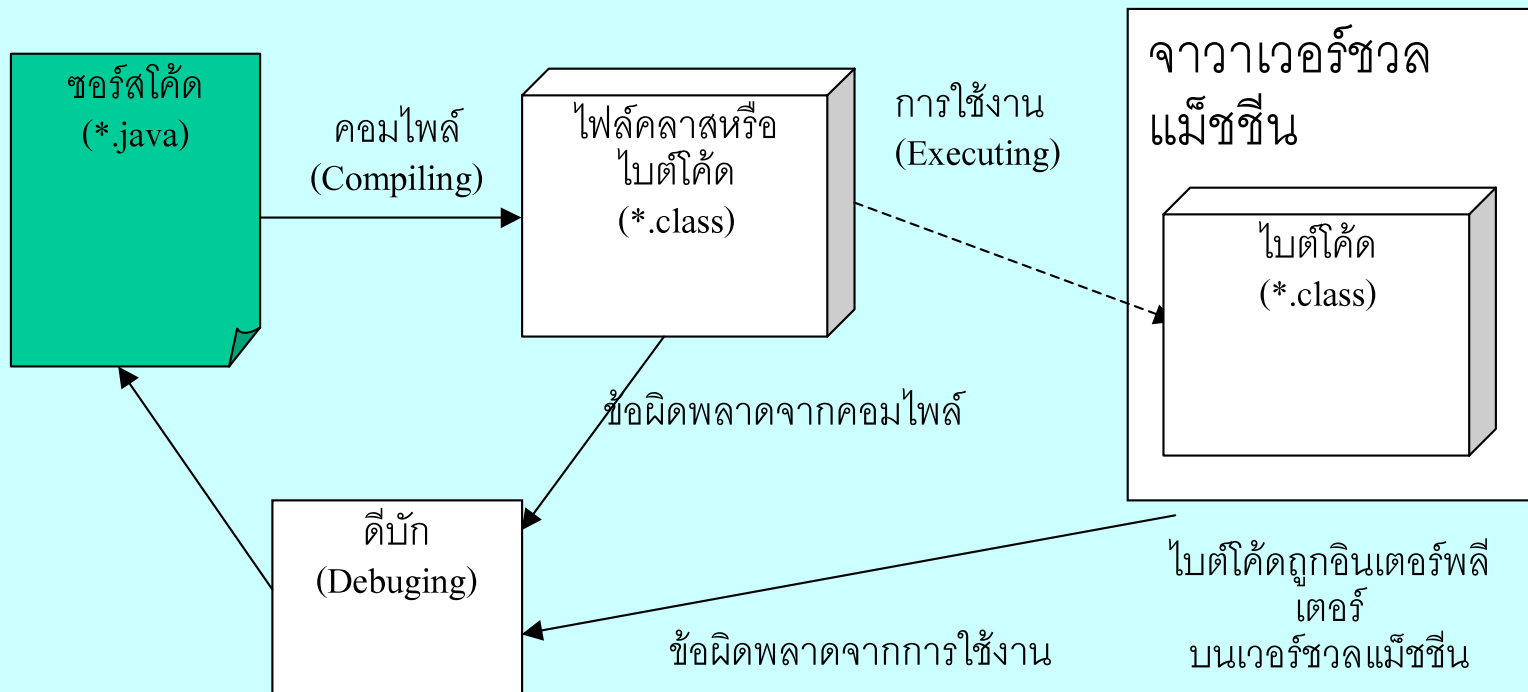 ซอร์สโค้ด
(*.java)
คอมไพล์
(Compiling)
ไฟล์คลาสหรือ
ไบต์โค้ด
(*.class)
การใช้งาน
(Executing)
จาวาเวอร์ชวล
แม็ชชีน
ไบต์โค้ด
(*.class)
ข้อผิดพลาดจากคอมไพล์
ดีบัก
(Debuging)
ข้อผิดพลาดจากการใช้งาน
ไบต์โค้ดถูกอินเตอร์พลี
เตอร์
บนเวอร์ชวลแม็ชชีน